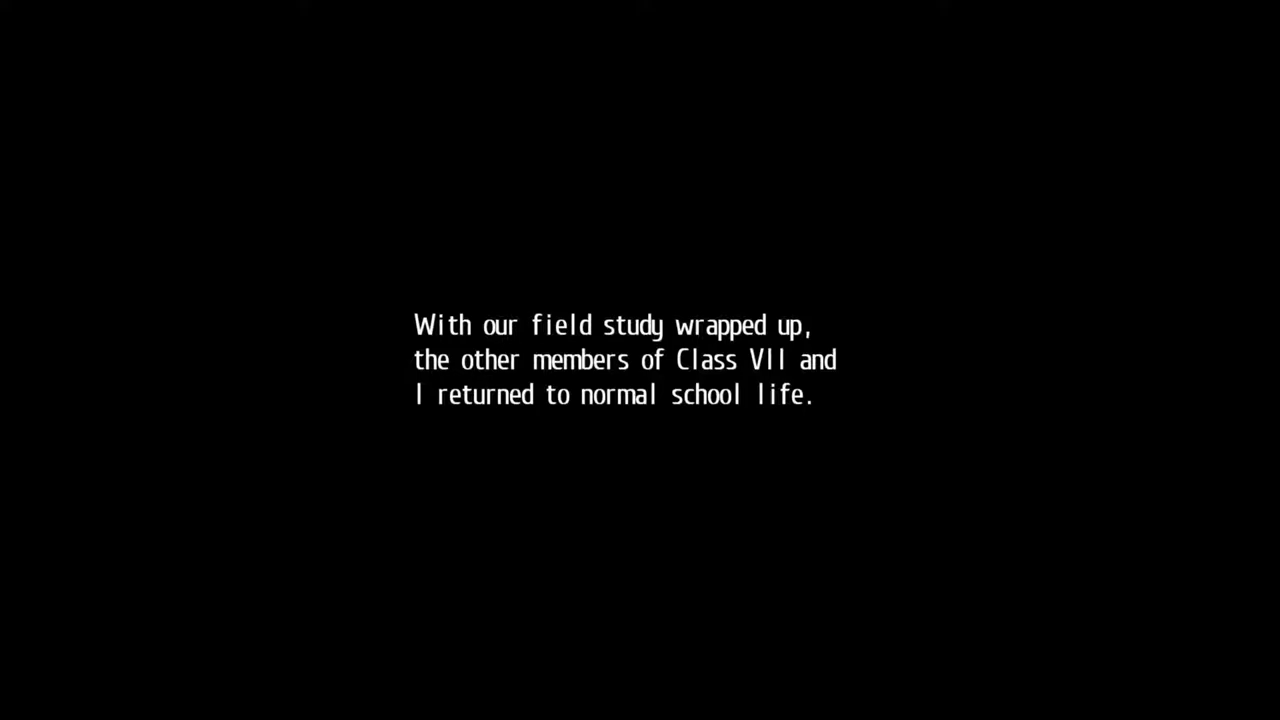 With our field study wrapped up,
the other members of Class VII and
I returned to normal school life.